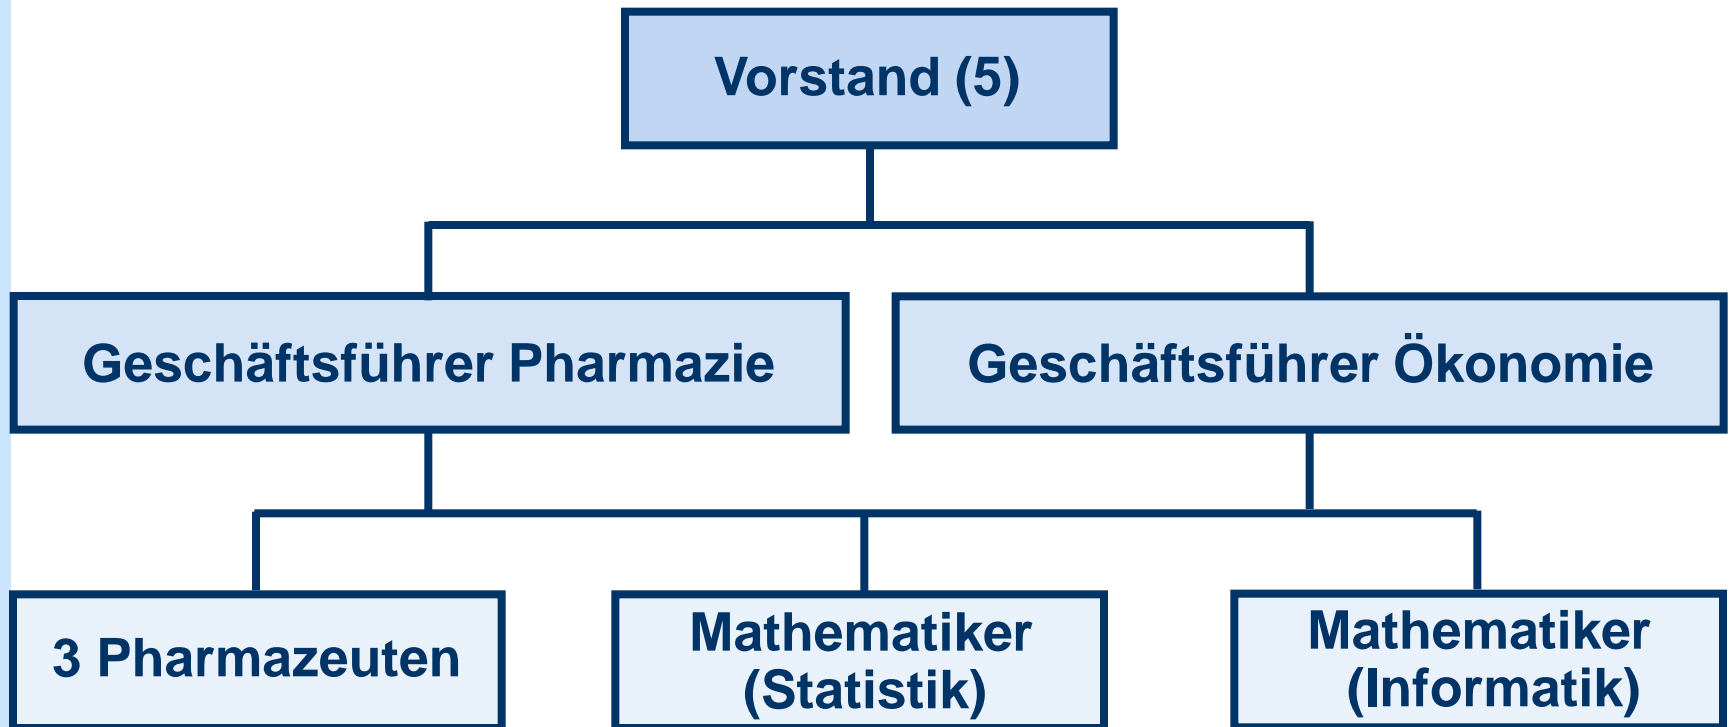 Vorstand (5)
Geschäftsführer Pharmazie
Geschäftsführer Ökonomie
3 Pharmazeuten
Mathematiker
(Statistik)
Mathematiker
(Informatik)